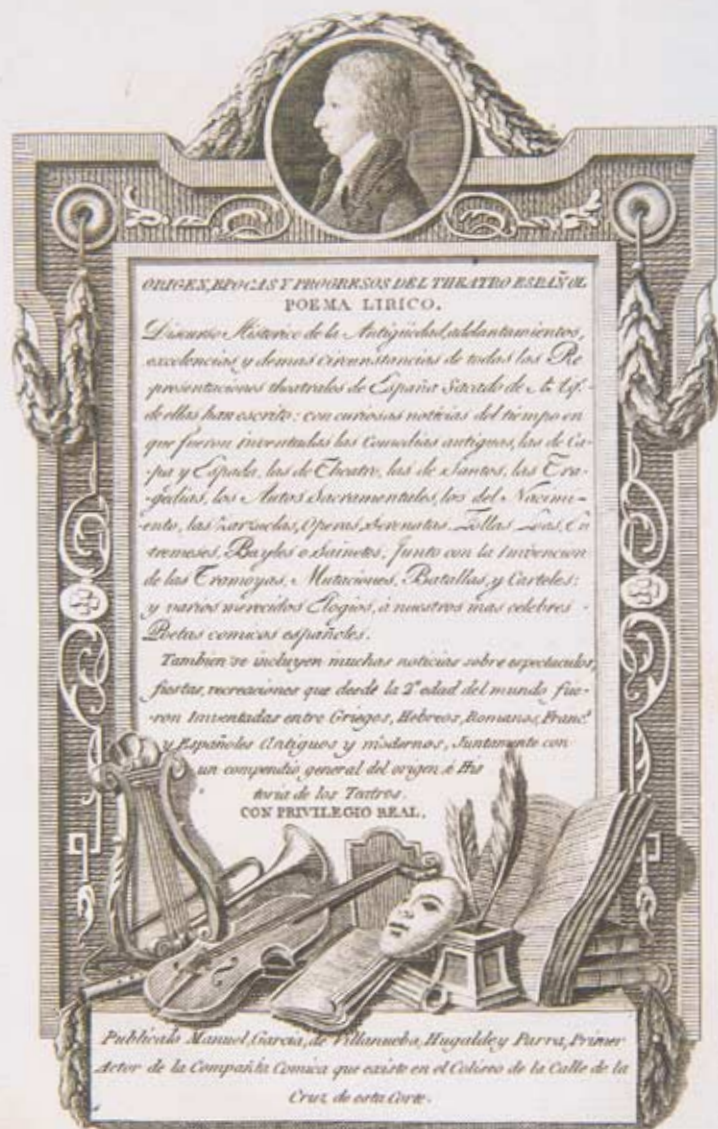 ORIGEN, EPOCAS Y PROGRESOS DEL THEATRO ESPAÑOL
POEMA LIRICO.
Discurso Historico de la Antigüedad, adelantamientos,
excelencias y demas circunstancias de todas las Re
presentaciones theatrales de España Sacado de
de ellas han escrito: con curiosas noticias del tiempo en
que fueron inventadas las Comedias antiguas, las de Ca-
pa y Espada, las de Theatro, las de Santos, las Tra-
gedias, los Autos Sacramentales, los del Nacimi-
ento, las Zarzuelas, Operas, Serenatas Follas Loas, En
tremeses, Bayles o Sainetes, Junto con la Invencion
de las Tramoyas, Mutaciones, Batallas, y Carteles:
y varios merecidos Elogios, à nuestros mas celebres
Poetas comicos españoles.
Tambien se incluyen muchas noticias sobre espectaculos,
fiestas, recreaciones que desde la 2ª edad del mundo fue-
ron Inventadas entre Griegos, Hebreos, Romanos, Franc.s
y Españoles Antiguos y modernos, Juntamente con
un compendio general del origen è His
toria de los Teatros.
CON PRIVILEGIO REAL.
Publicalo Manuel, Garcia, de Villanueba, Hugalde y Parra, Primer
Actor de la Compañia Comica que existe en el Coliseo de la Calle de la
Cruz de esta Corte.